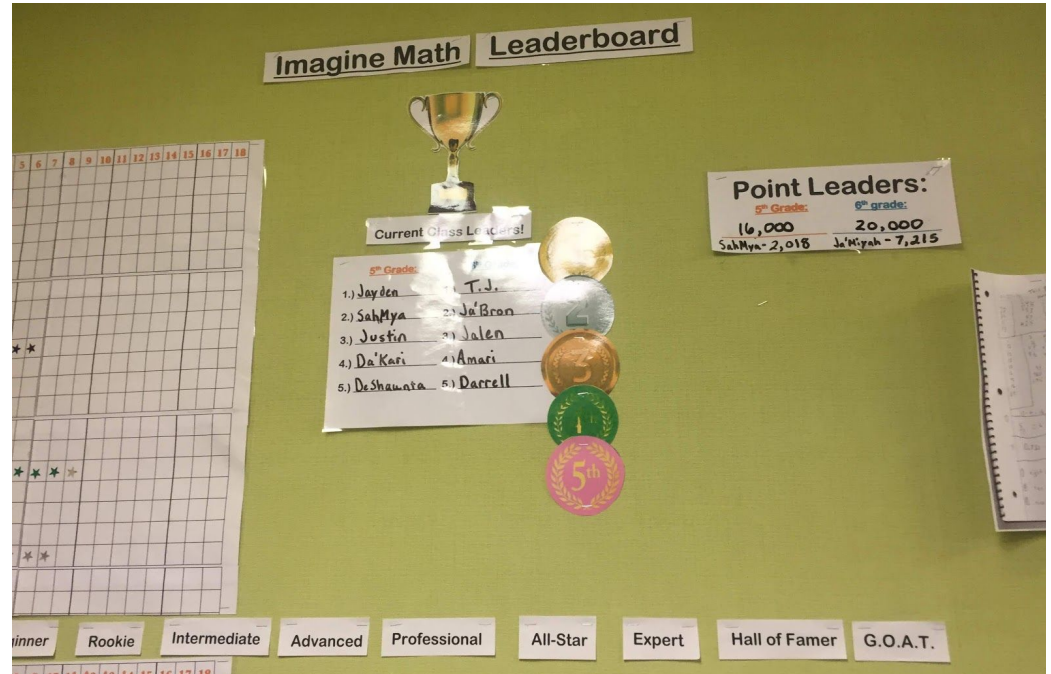 Imagine Math Leaderboard
5 6 7 8 9 10 11 12 13 14 15 16 17 18
Current Class Leaders!
5th Grade:
1.) Jayden T.J.
2.) SahMya 2.) Ja'Bron
3.) Justin 3.) Jalen
4.) Da'Kari 4.) Amari
5.) DeShawnta 5.) Darrell
2
3
5th
Point Leaders:
5th Grade: 6th grade:
16,000 20,000
SahMya- 2,018 Ja'Miyah - 7,215
inner Rookie Intermediate Advanced Professional All-Star Expert Hall of Famer G.O.A.T.